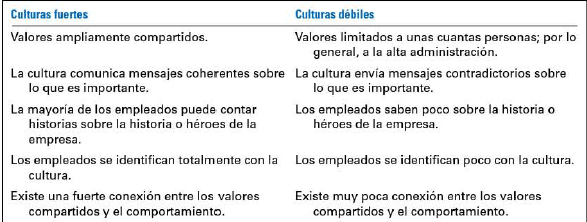 Culturas fuertes
Culturas débiles
Valores ampliamente compartidos.
Valores limitados a unas cuantas personas; por lo
general, a la alta administración.
La cultura comunica mensajes coherentes sobre
lo que es importante.
La cultura envía mensajes contradictorios sobre
lo que es importante.
La mayoría de los empleados puede contar
historias sobre la historia o héroes de la
empresa.
Los empleados saben poco sobre la historia o
héroes de la empresa.
Los empleados se identifican totalmente con la
cultura.
Los empleados se identifican poco con la cultura.
Existe una fuerte conexión entre los valores
compartidos y el comportamiento.
Existe muy poca conexión entre los valores
compartidos y el comportamiento.